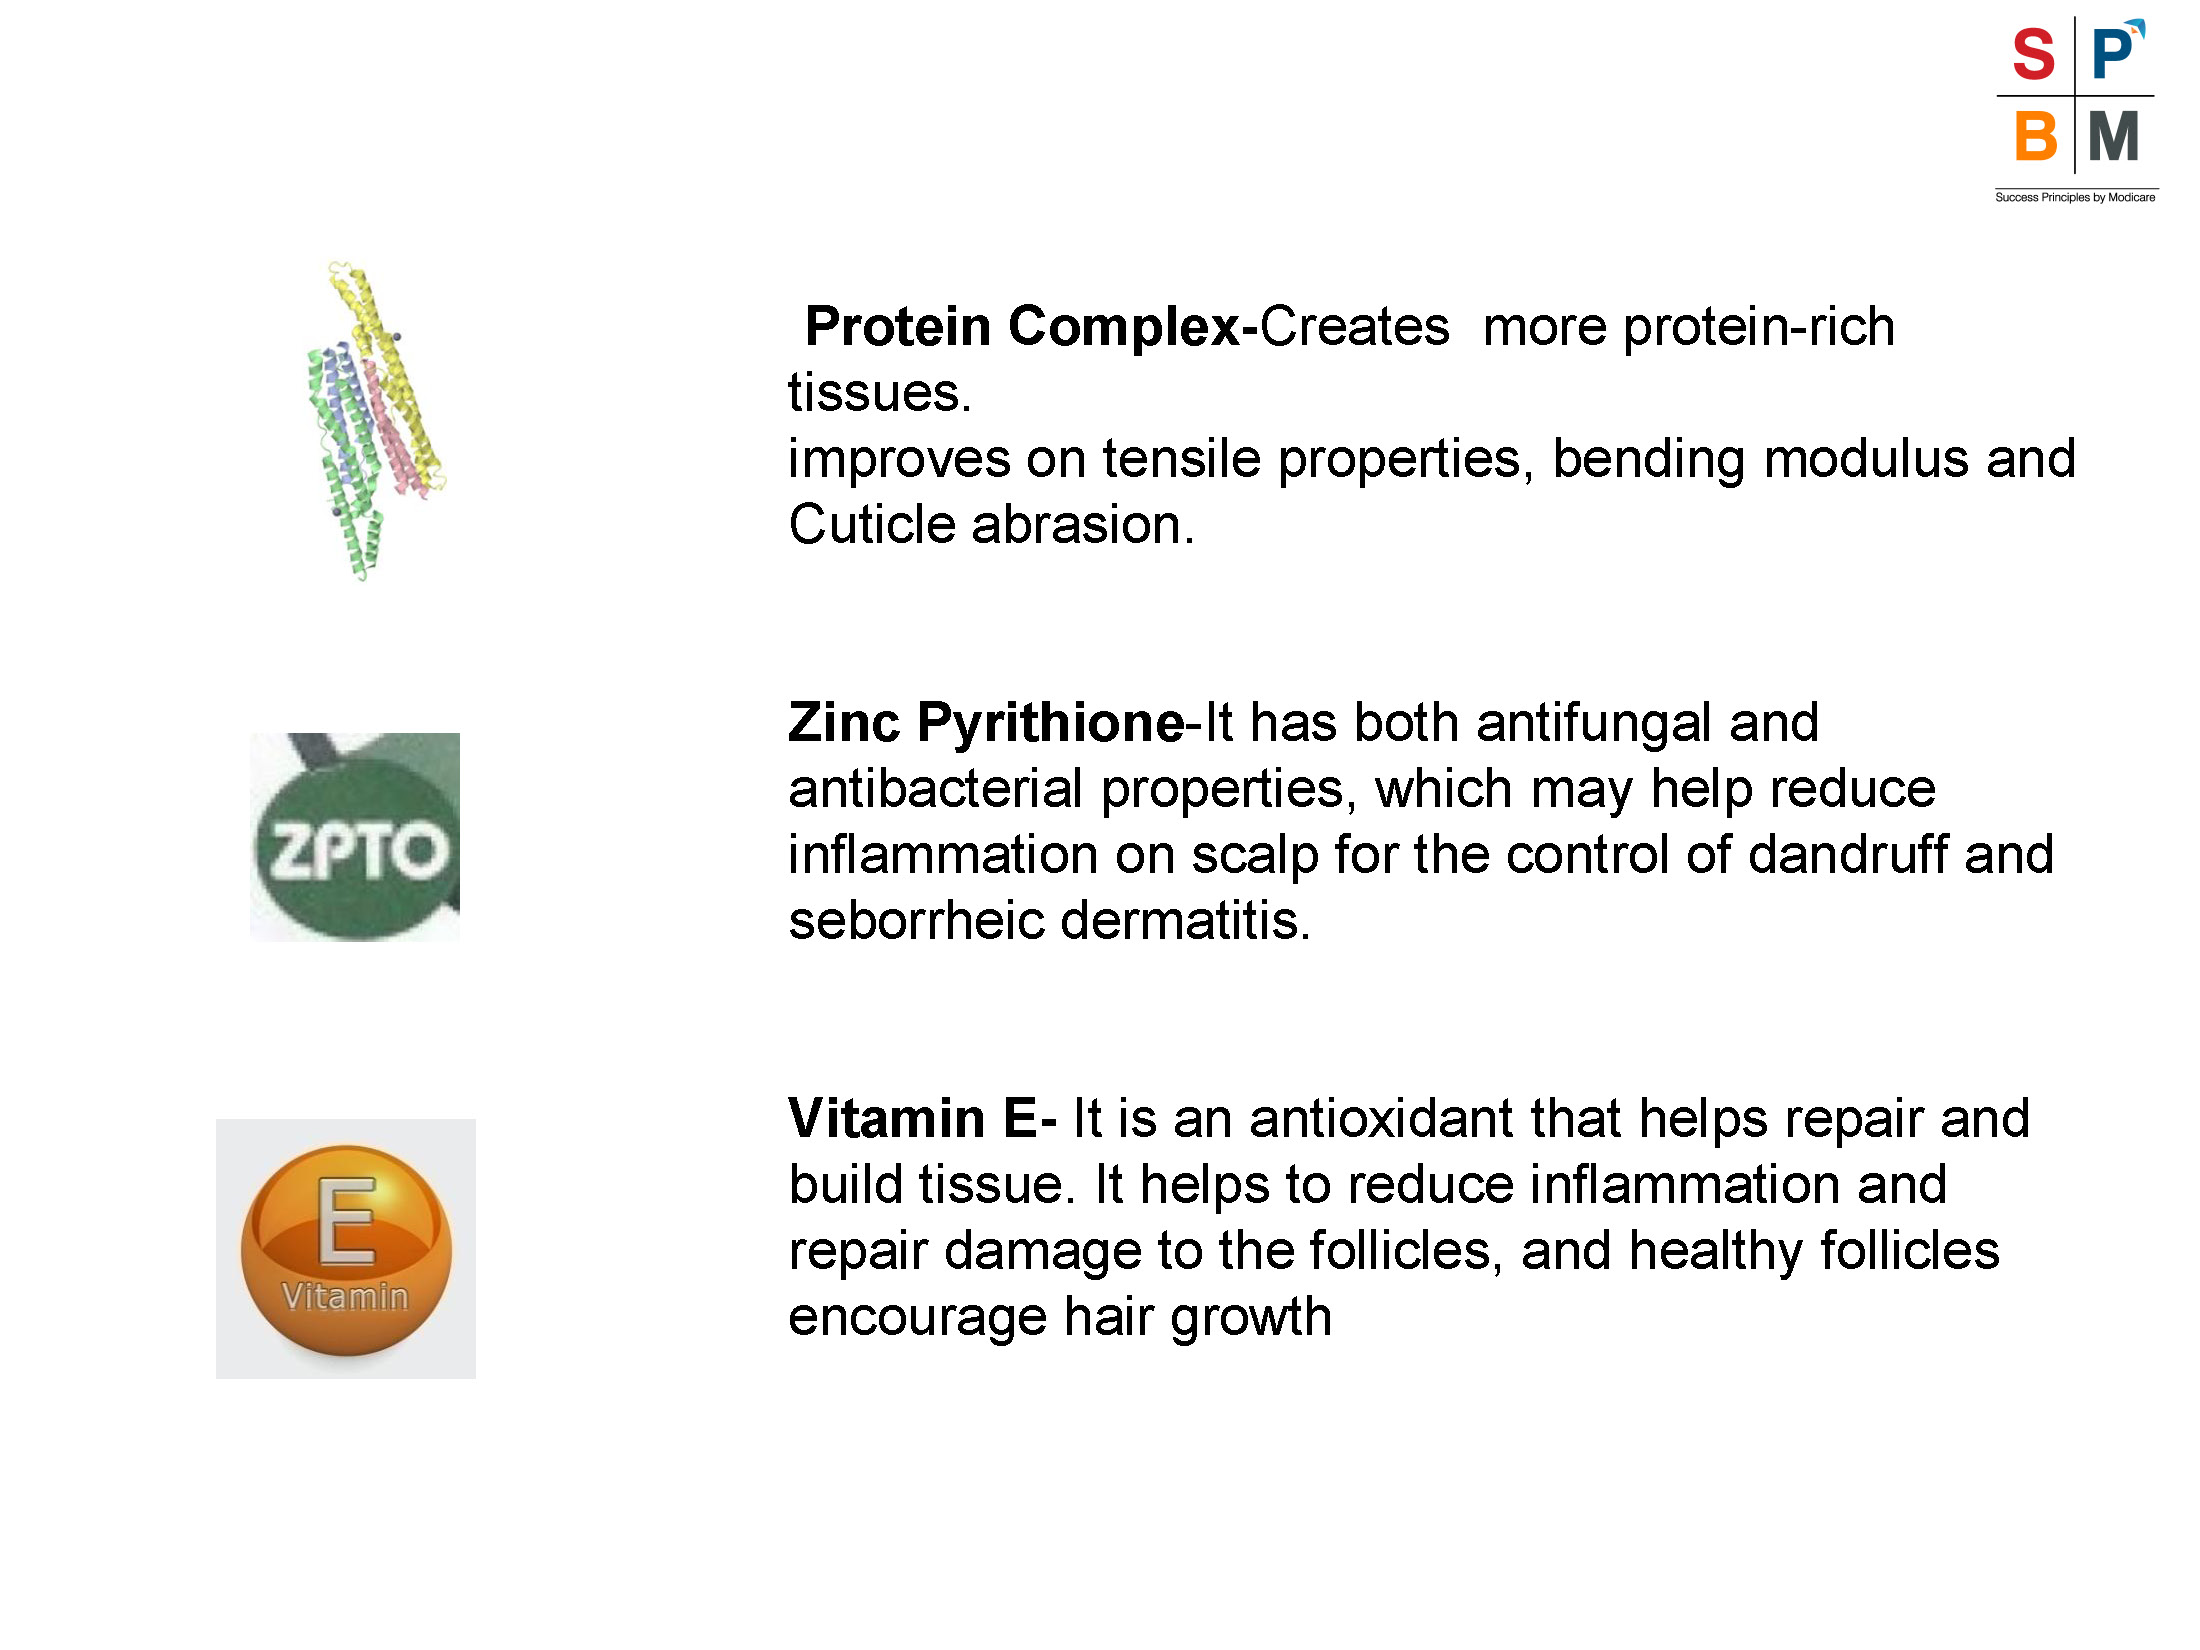 S P
B M
Success Principles by Modicare
Protein Complex-Creates  more protein-rich
tissues.
improves on tensile properties, bending modulus and
Cuticle abrasion.
ZPTO
Zinc Pyrithione-It has both antifungal and
antibacterial properties, which may help reduce
inflammation on scalp for the control of dandruff and
seborrheic dermatitis.
E
Vitamin
Vitamin E- It is an antioxidant that helps repair and
build tissue. It helps to reduce inflammation and
repair damage to the follicles, and healthy follicles
encourage hair growth